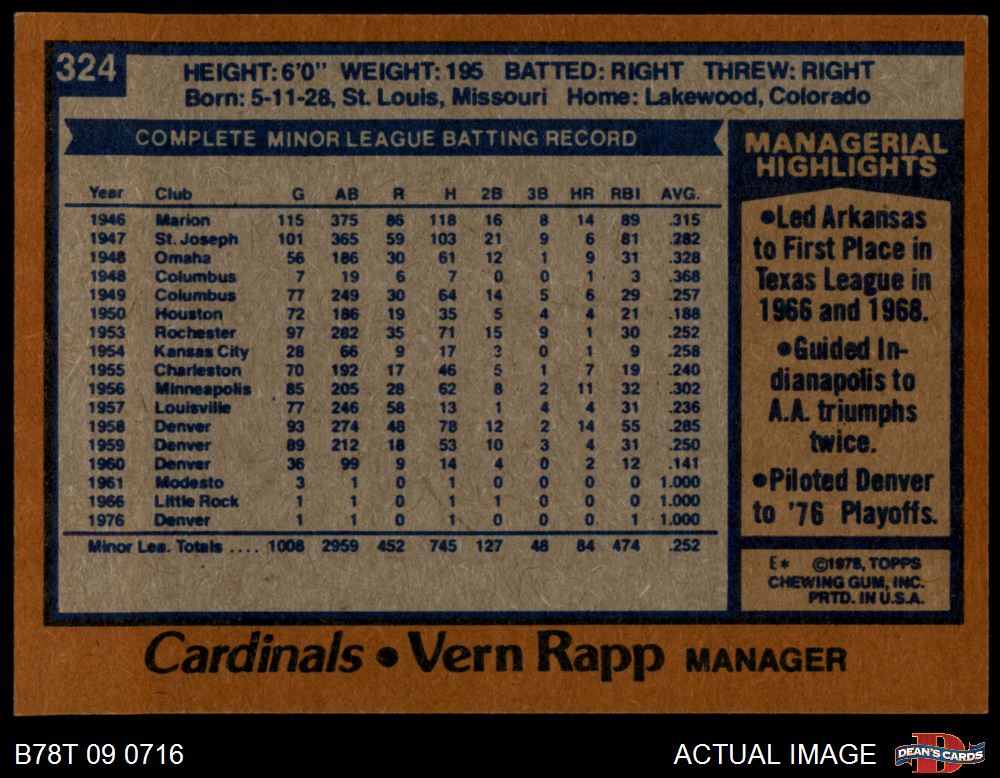 324
HEIGHT: 6'0" WEIGHT: 195 BATTED: RIGHT THREW: RIGHT
Born: 5-11-28, St. Louis, Missouri Home: Lakewood, Colorado
COMPLETE MINOR LEAGUE BATTING RECORD
Year Club G AB R H 2B 3B HR RBI AVG.
1946 Marion 115 375 86 118 16 8 14 89 .315
1947 St. Joseph 101 365 59 103 21 9 6 81 .282
1948 Omaha 56 186 30 61 12 1 9 31 .328
1948 Columbus 7 19 6 7 0 0 1 3 .368
1949 Columbus 77 249 30 64 14 5 6 29 .257
1950 Houston 72 186 19 35 5 4 4 21 .188
1953 Rochester 97 282 35 71 15 9 1 30 .252
1954 Kansas City 28 66 9 17 3 0 1 9 .258
1955 Charleston 70 192 17 46 5 1 7 19 .240
1956 Minneapolis 85 205 28 62 8 2 11 32 .302
1957 Louisville 77 246 58 13 1 4 4 31 .236
1958 Denver 93 274 48 78 12 2 14 55 .285
1959 Denver 89 212 18 53 10 3 4 31 .250
1960 Denver 36 99 9 14 4 0 2 12 .141
1961 Modesto 3 1 0 1 0 0 0 0 1.000
1966 Little Rock 1 1 0 1 1 0 0 0 1.000
1976 Denver 1 1 0 1 0 0 0 1 1.000
Minor Lea. Totals .... 1008 2959 452 745 127 48 84 474 .252
MANAGERIAL
HIGHLIGHTS
•Led Arkansas
to First Place in
Texas League in
1966 and 1968.
•Guided In-
dianapolis to
A.A. triumphs
twice.
•Piloted Denver
to '76 Playoffs.
E* ©1978, TOPPS
CHEWING GUM, INC.
PRTD. IN U.S.A.
Cardinals • Vern Rapp MANAGER
B78T 09 0716
ACTUAL IMAGE
D
DEAN'S CARDS